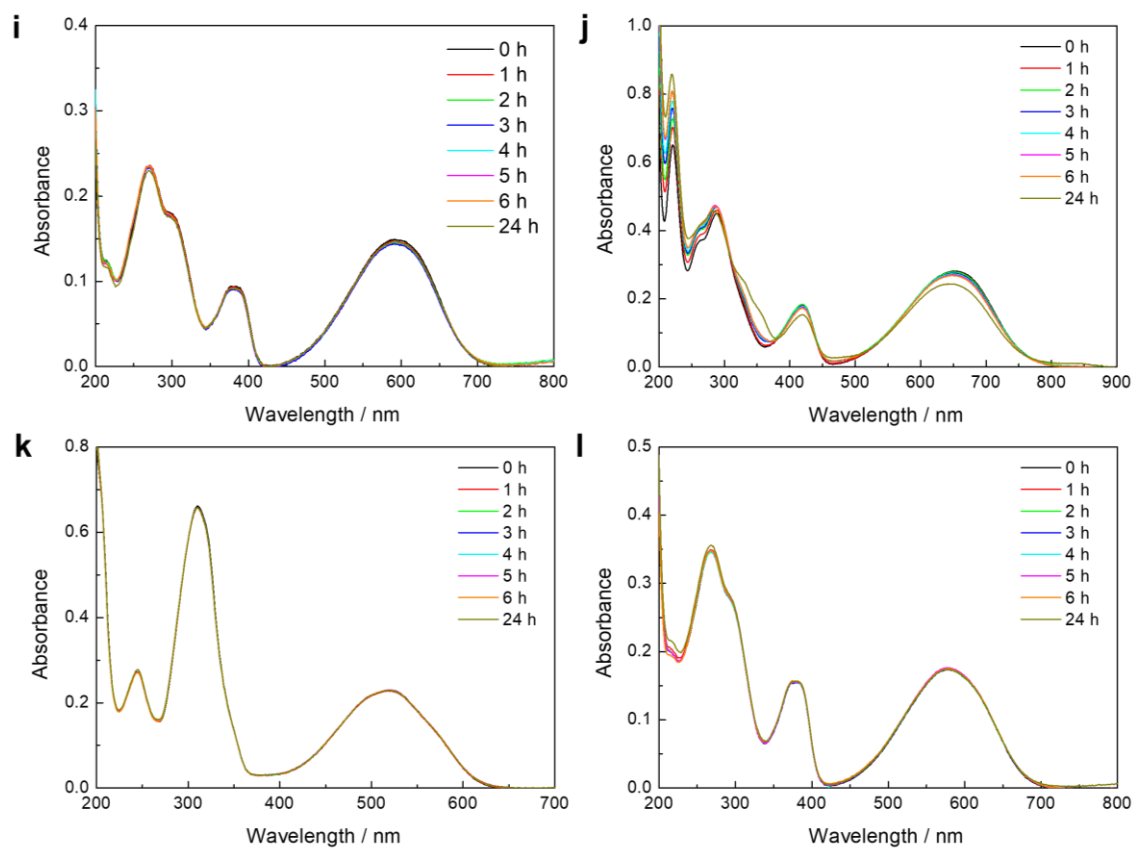 i
0.4
0.3
0.2
0.1
0.0
200 300 400 500 600 700 800
Absorbance
Wavelength / nm
0 h
1 h
2 h
3 h
4 h
5 h
6 h
24 h
j
1.0
0.8
0.6
0.4
0.2
0.0
200 300 400 500 600 700 800 900
Absorbance
Wavelength / nm
0 h
1 h
2 h
3 h
4 h
5 h
6 h
24 h
k
0.8
0.6
0.4
0.2
0.0
200 300 400 500 600 700
Absorbance
Wavelength / nm
0 h
1 h
2 h
3 h
4 h
5 h
6 h
24 h
l
0.5
0.4
0.3
0.2
0.1
0.0
200 300 400 500 600 700 800
Absorbance
Wavelength / nm
0 h
1 h
2 h
3 h
4 h
5 h
6 h
24 h